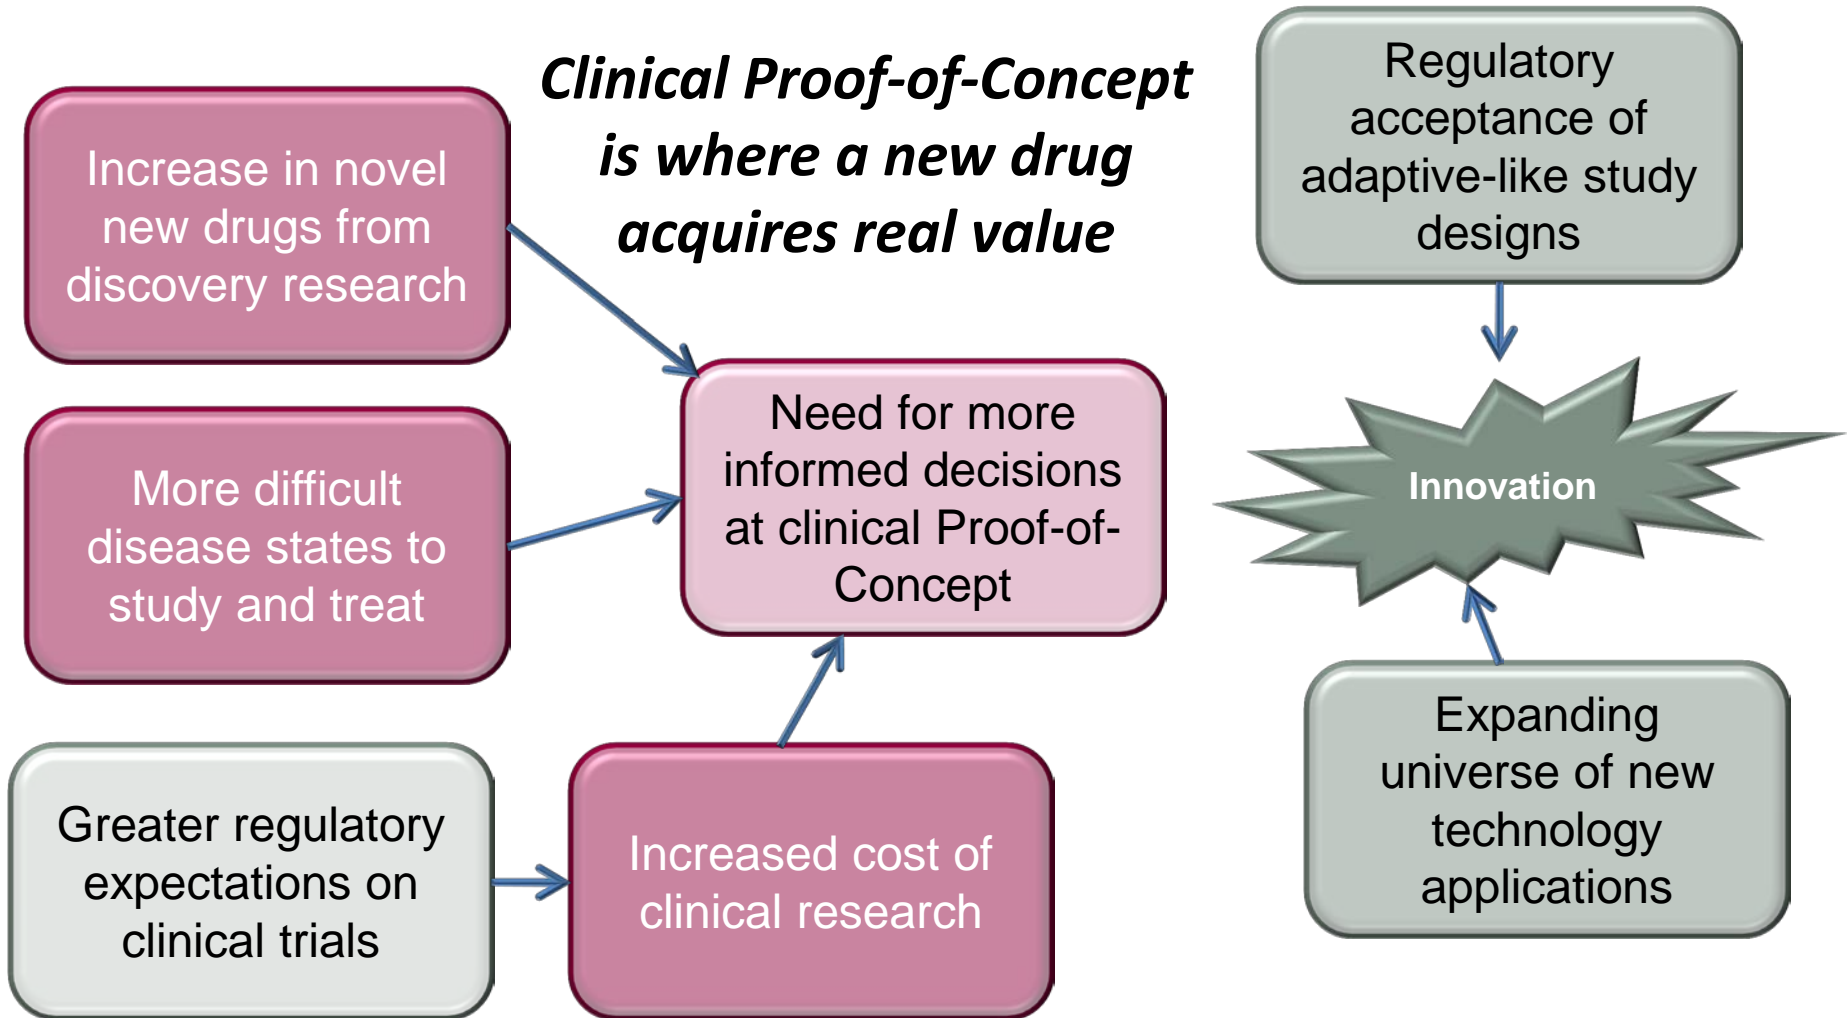 Clinical Proof-of-Concept
is where a new drug
acquires real value
Increase in novel
new drugs from
discovery research
More difficult
disease states to
study and treat
Greater regulatory
expectations on
clinical trials
Increased cost of
clinical research
Need for more
informed decisions
at clinical Proof-of-
Concept
Regulatory
acceptance of
adaptive-like study
designs
Innovation
Expanding
universe of new
technology
applications